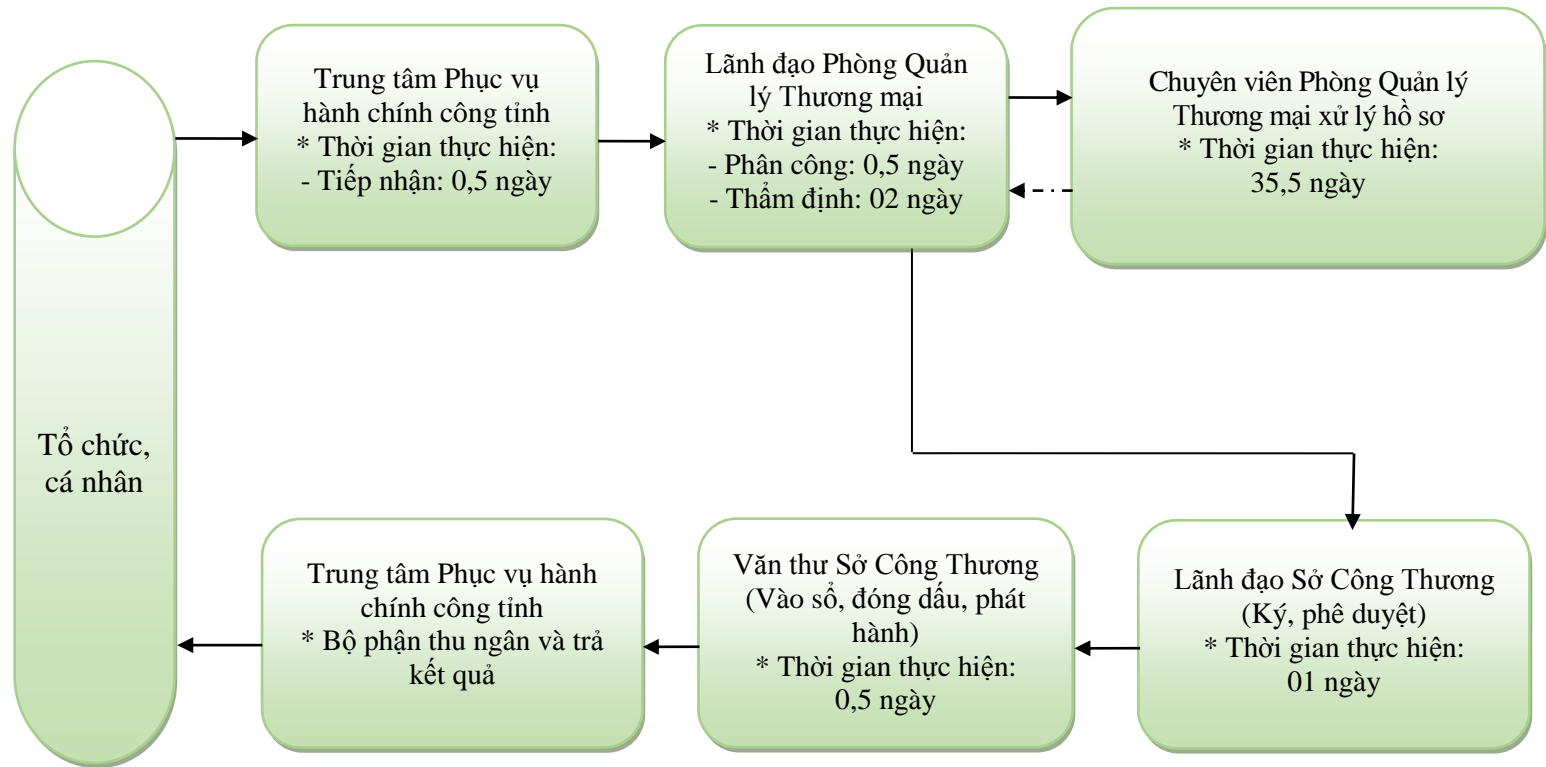 Trung tâm Phục vụ
hành chính công tỉnh
* Thời gian thực hiện:
- Tiếp nhận: 0,5 ngày
Lãnh đạo Phòng Quản
lý Thương mại
* Thời gian thực hiện:
- Phân công: 0,5 ngày
- Thẩm định: 02 ngày
Chuyên viên Phòng Quản lý
Thương mại xử lý hồ sơ
* Thời gian thực hiện:
35,5 ngày
Tổ chức,
cá nhân
Trung tâm Phục vụ hành
chính công tỉnh
* Bộ phận thu ngân và trả
kết quả
Văn thư Sở Công Thương
(Vào sổ, đóng dấu, phát
hành)
* Thời gian thực hiện:
0,5 ngày
Lãnh đạo Sở Công Thương
(Ký, phê duyệt)
* Thời gian thực hiện:
01 ngày